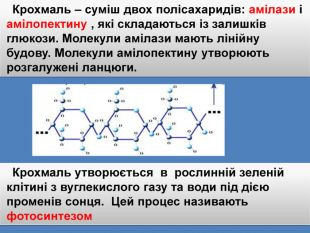 Крохмаль – суміш двох полісахаридів: амілази і
амілопектину , які складаються із залишків
глюкози. Молекули амілази мають лінійну
будову. Молекули амілопектину утворюють
розгалужені ланцюги.
Крохмаль утворюється в рослинній зеленій
клітині з вуглекислого газу та води під дією
променів сонця. Цей процес називають
фотосинтезом